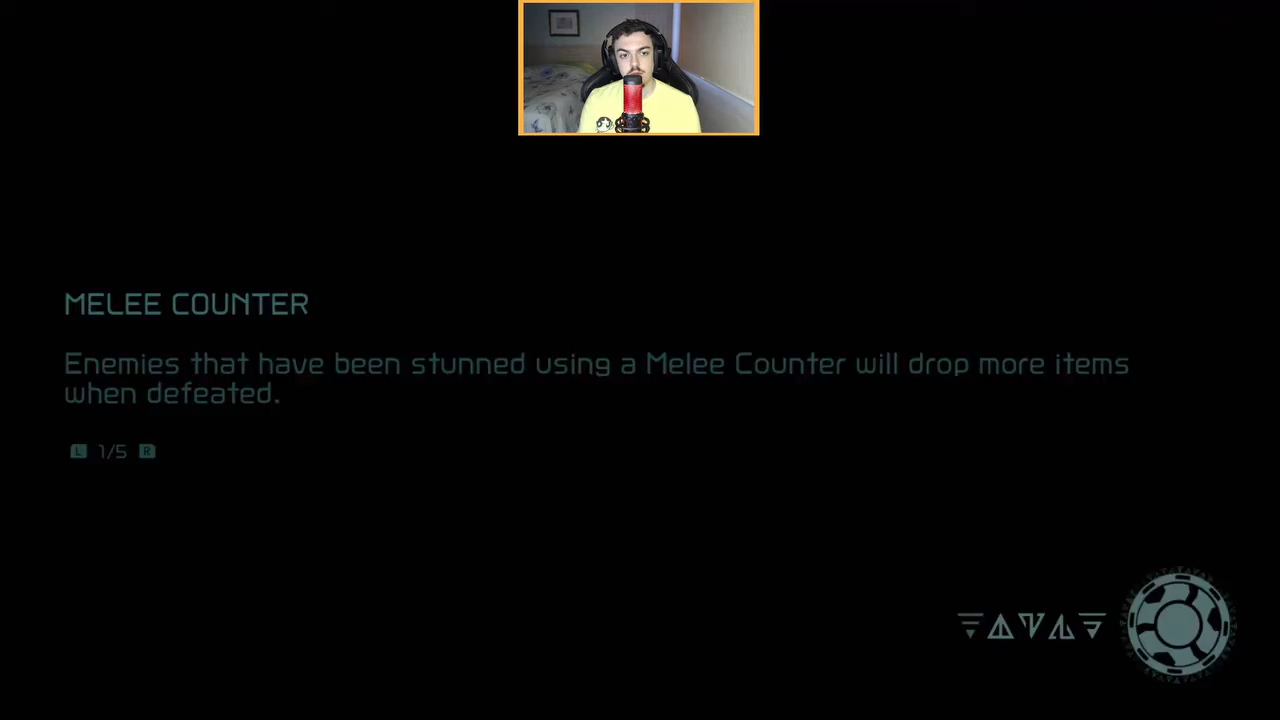 MELEE COUNTER
Enemies that have been stunned using a Melee Counter will drop more items
when defeated.
L 1/5 R